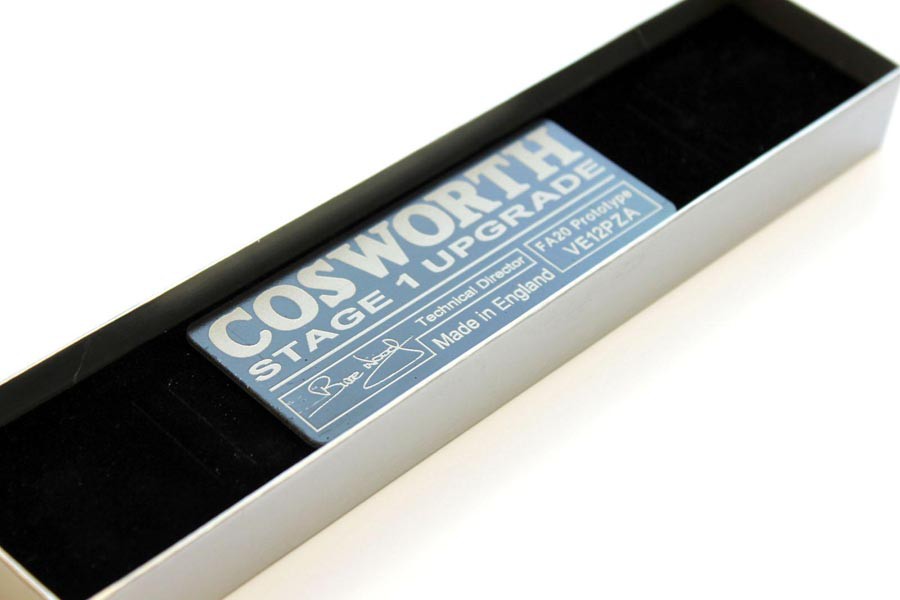 COSWORTH
STAGE 1 UPGRADE
Technical Director
Made in England
FA20 Prototype
VE12PZA